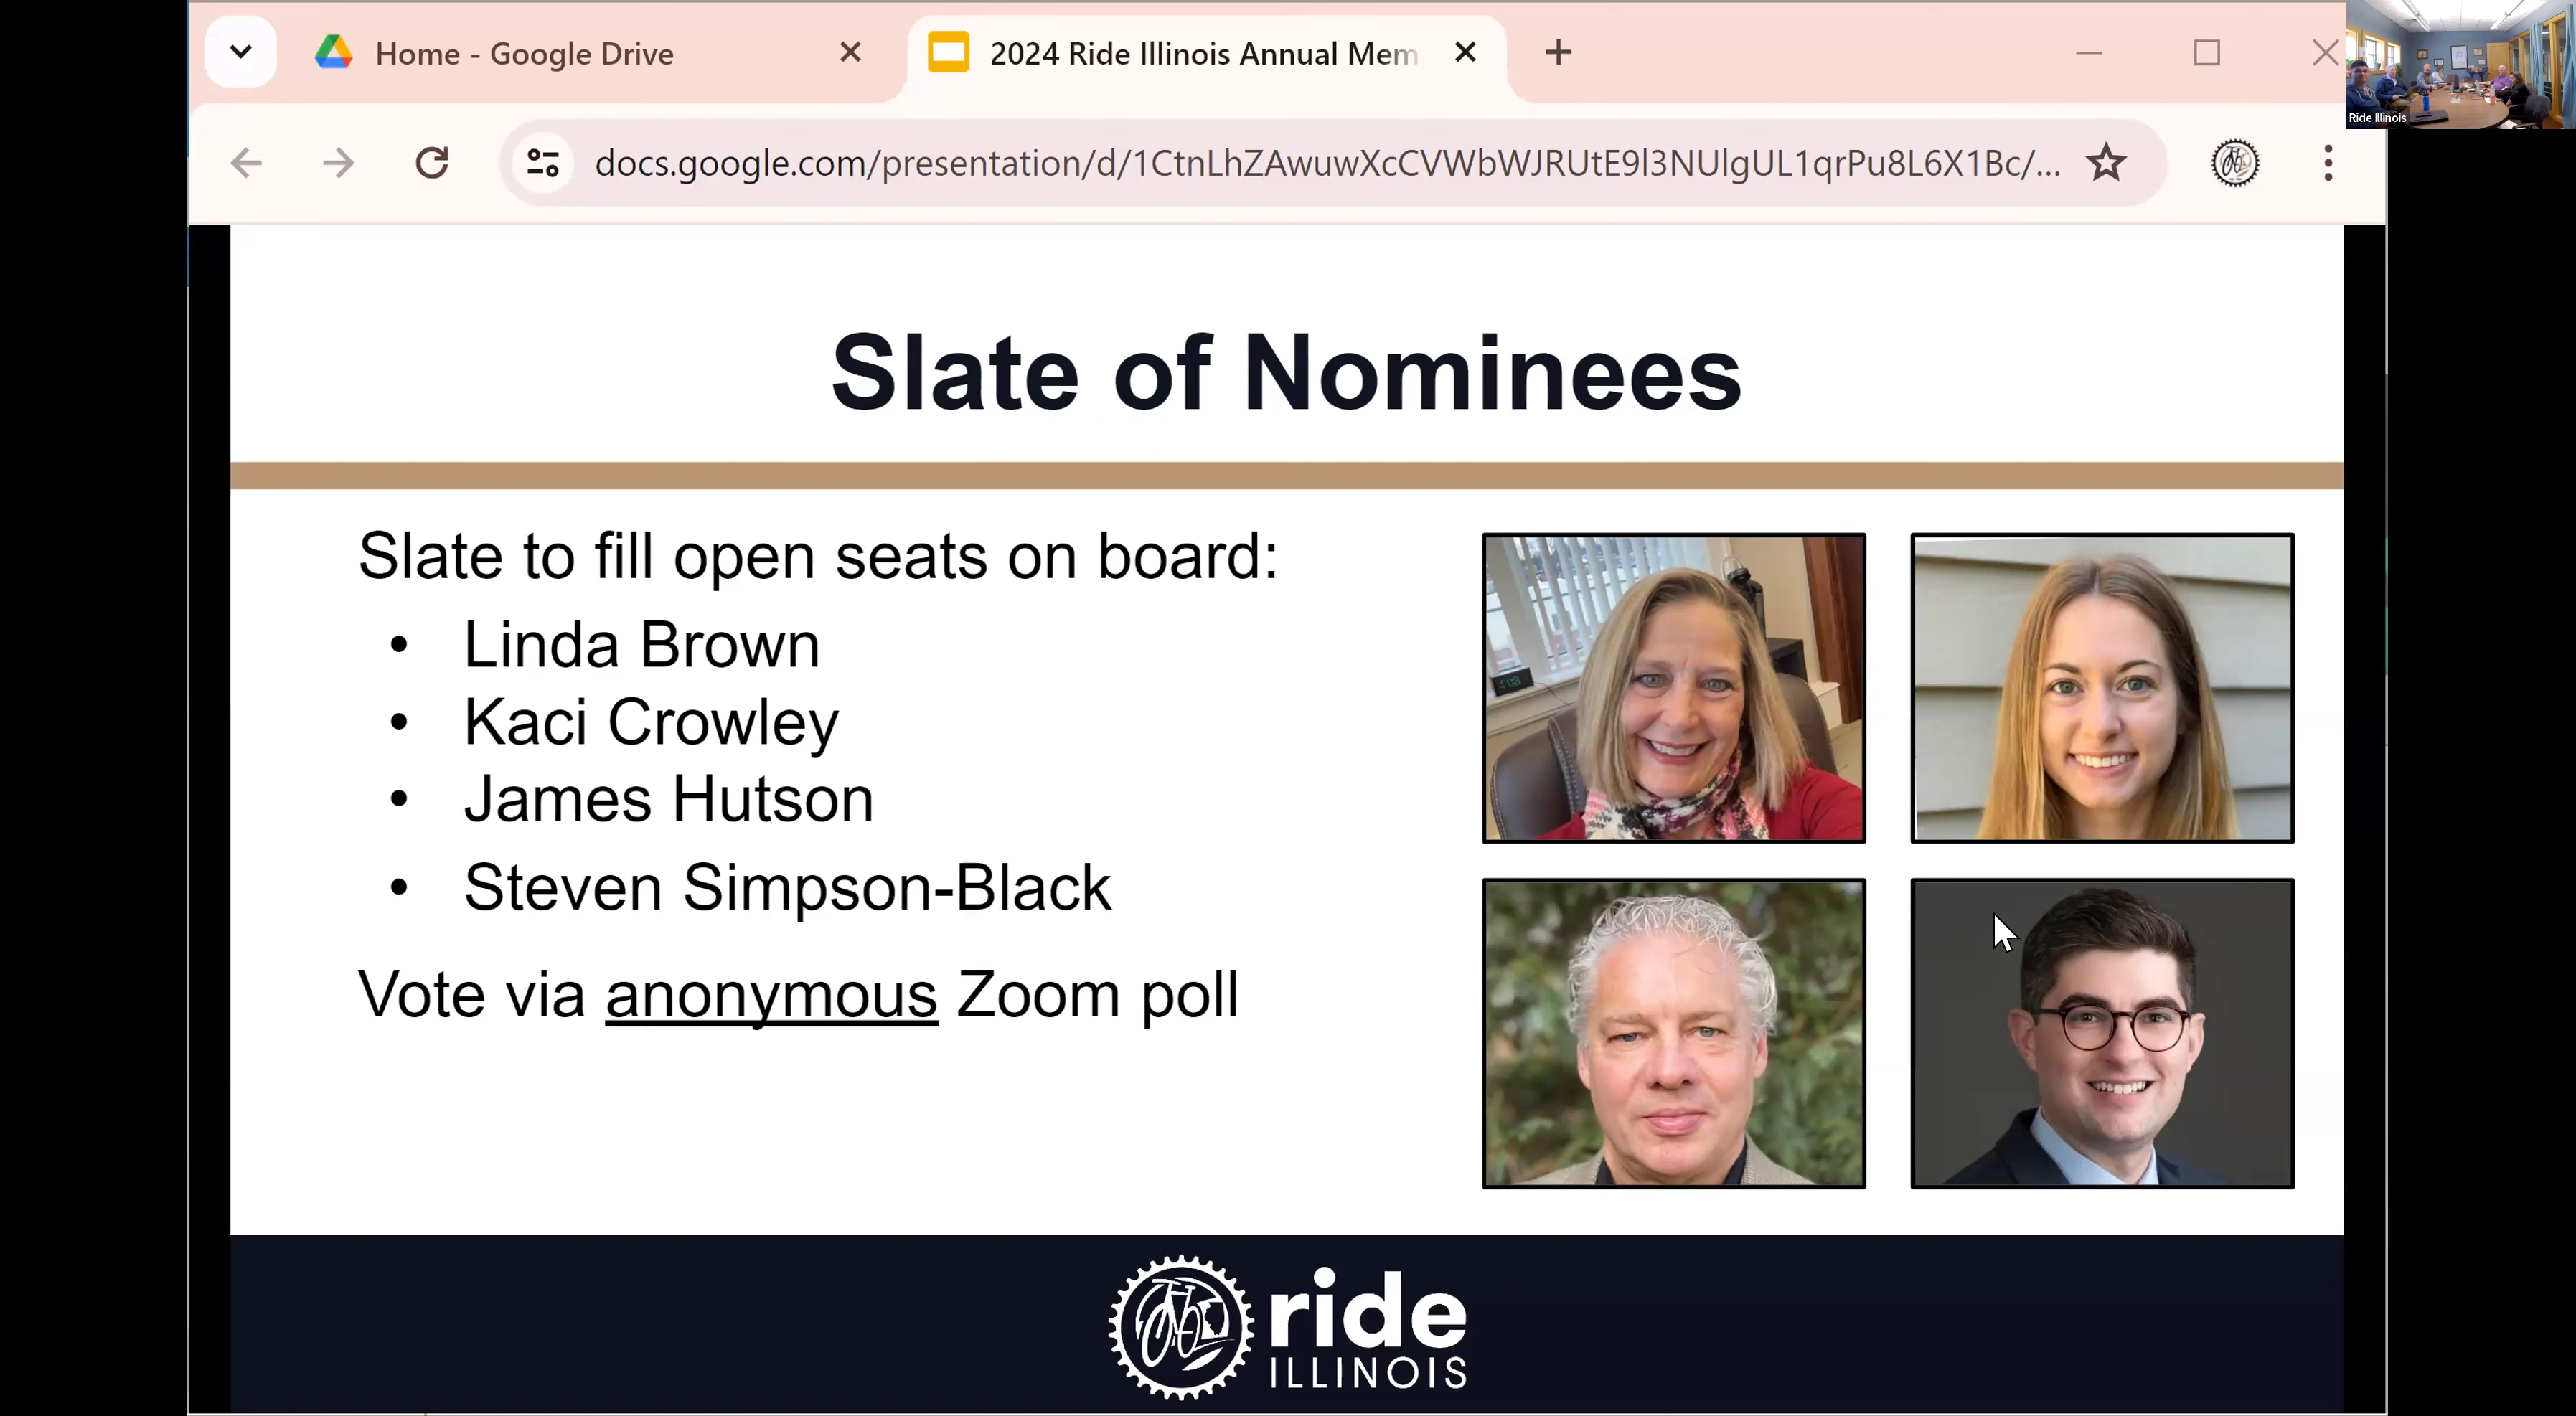 Home - Google Drive
2024 Ride Illinois Annual Mem
docs.google.com/presentation/d/1CtnLhZAwuwXcCVWbWJRUtE9l3NUlgUL1qrPu8L6X1Bc/...
Ride Illinois
Slate of Nominees
Slate to fill open seats on board:
• Linda Brown
• Kaci Crowley
• James Hutson
• Steven Simpson-Black
Vote via anonymous Zoom poll
ride
ILLINOIS